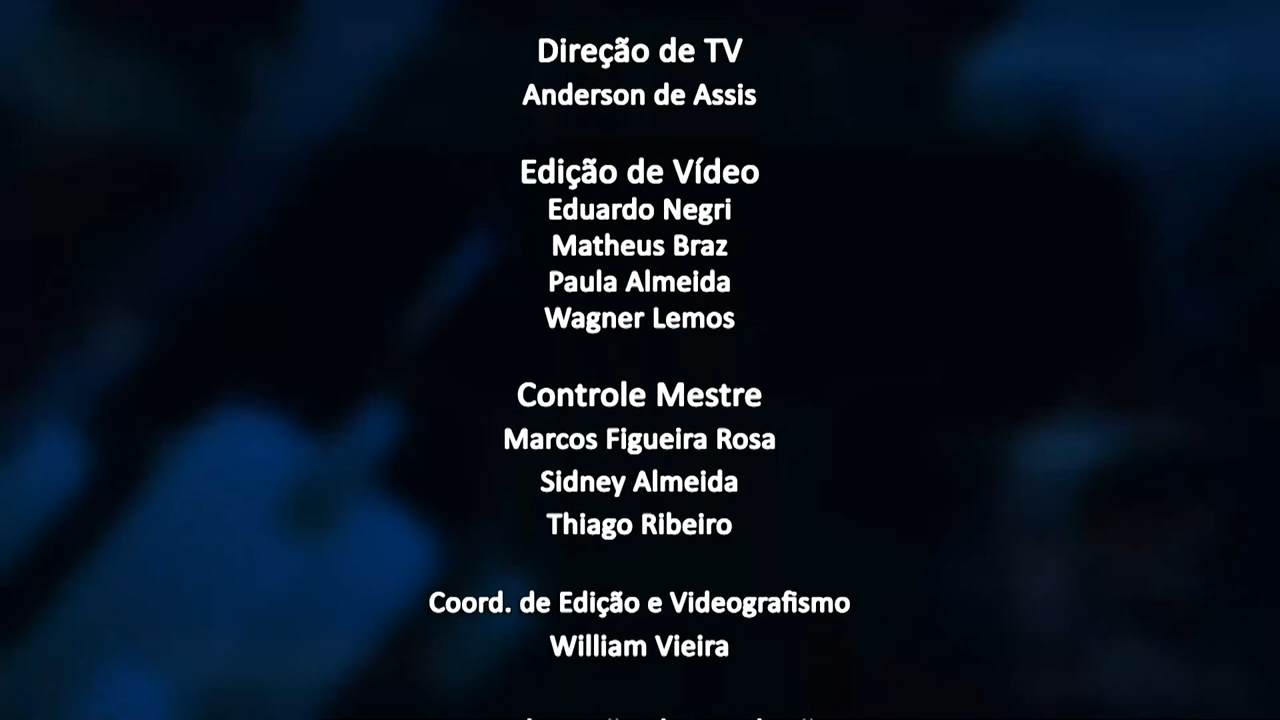 Direção de TV
Anderson de Assis
Edição de Vídeo
Eduardo Negri
Matheus Braz
Paula Almeida
Wagner Lemos
Controle Mestre
Marcos Figueira Rosa
Sidney Almeida
Thiago Ribeiro
Coord. de Edição e Videografismo
William Vieira